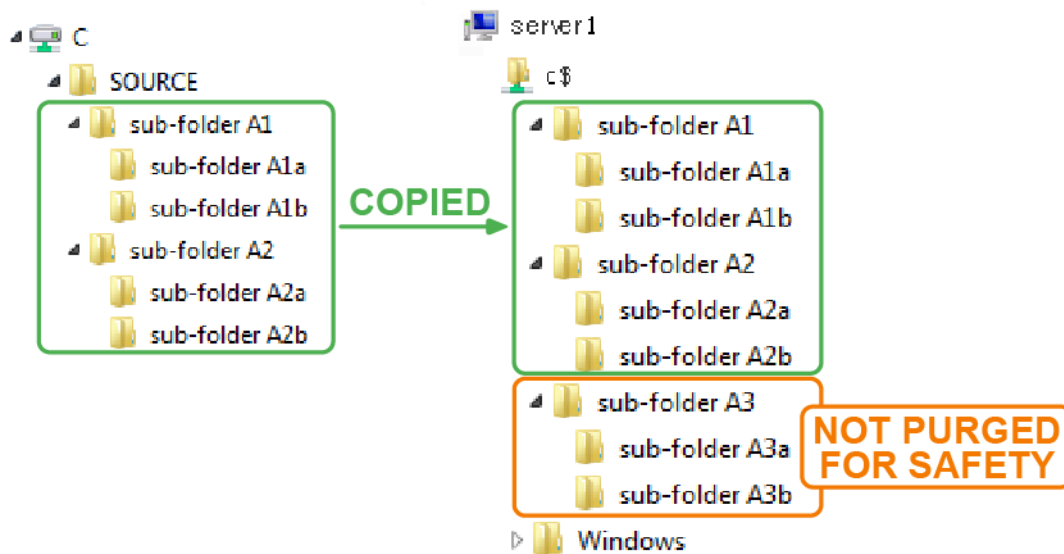 C
SOURCE
sub-folder A1
sub-folder A1a
sub-folder A1b
sub-folder A2
sub-folder A2a
sub-folder A2b
COPIED
server1
c$
sub-folder A1
sub-folder A1a
sub-folder A1b
sub-folder A2
sub-folder A2a
sub-folder A2b
sub-folder A3
sub-folder A3a
sub-folder A3b
NOT PURGED
FOR SAFETY
Windows